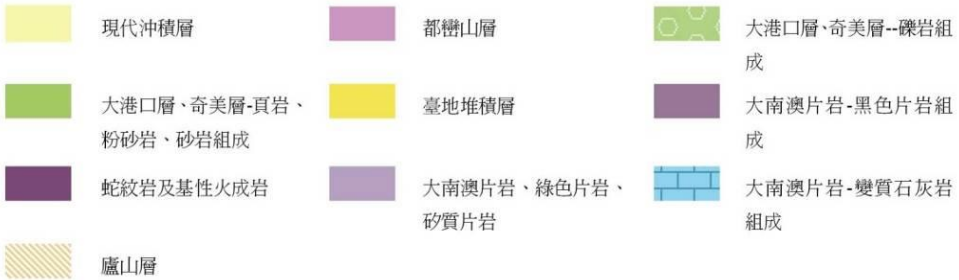 現代沖積層
都巒山層
大港口層、奇美層--礫岩組
成
大港口層、奇美層-頁岩、
粉砂岩、砂岩組成
臺地堆積層
大南澳片岩-黑色片岩組
成
蛇紋岩及基性火成岩
大南澳片岩、綠色片岩、
矽質片岩
大南澳片岩-變質石灰岩
組成
廬山層